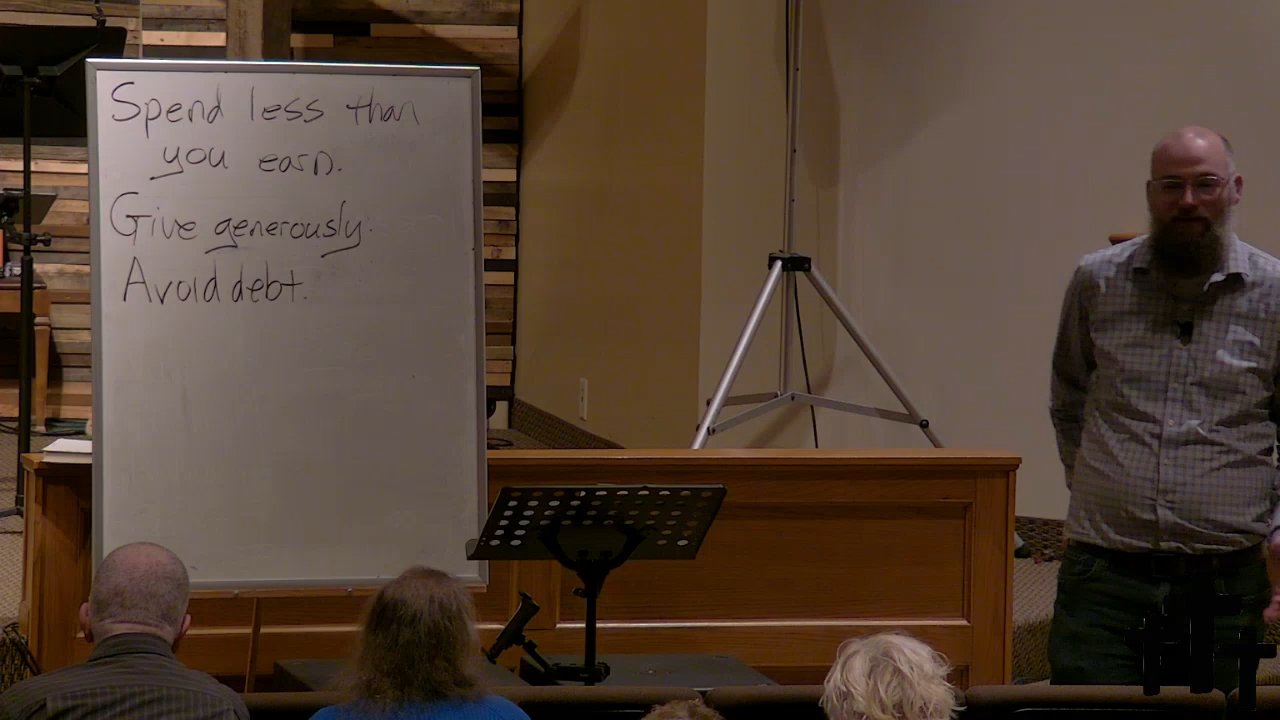 Spend less than
you earn.
Give generously.
Avoid debt.